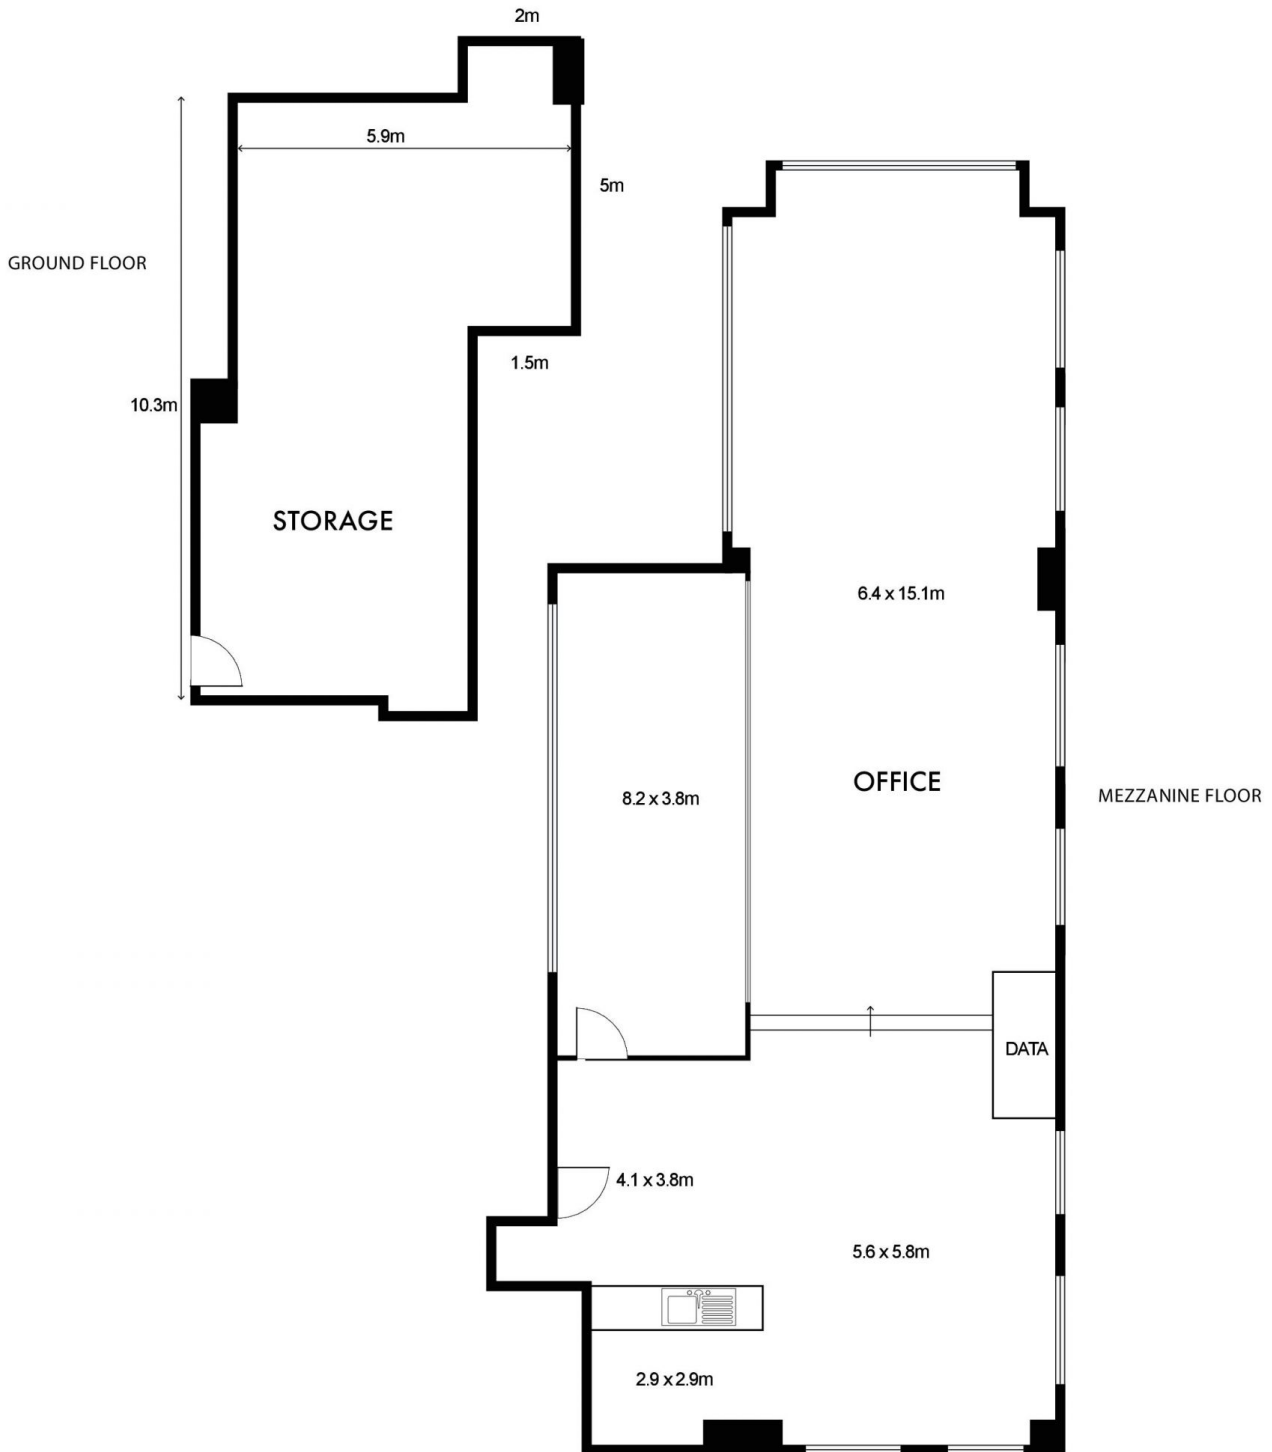 2m
5.9m
5m
GROUND FLOOR
1.5m
10.3m
STORAGE
6.4 x 15.1m
OFFICE
8.2 x 3.8m
MEZZANINE FLOOR
DATA
4.1 x 3.8m
5.6 x 5.8m
2.9 x 2.9m